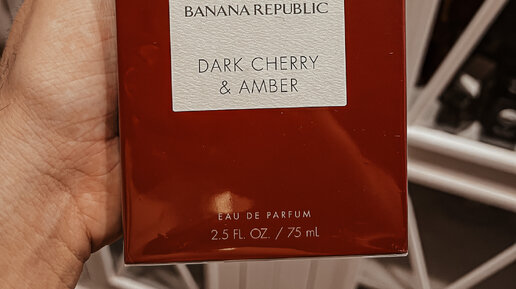 BANANA REPUBLIC
DARK CHERRY
& AMBER
EAU DE PARFUM
2.5 FL. OZ. / 75 mL